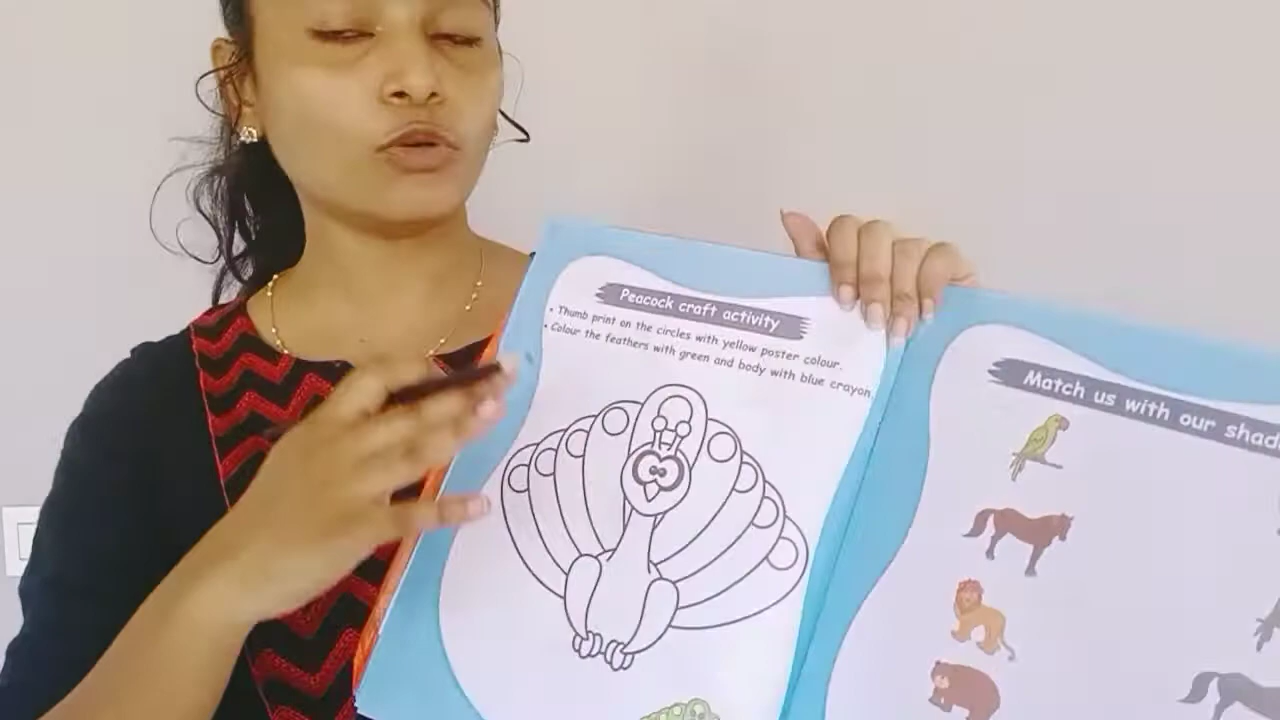 Peacock craft activity
• Thumb print on the circles with yellow poster colour.
• Colour the feathers with green and body with blue crayon.
Match us with our